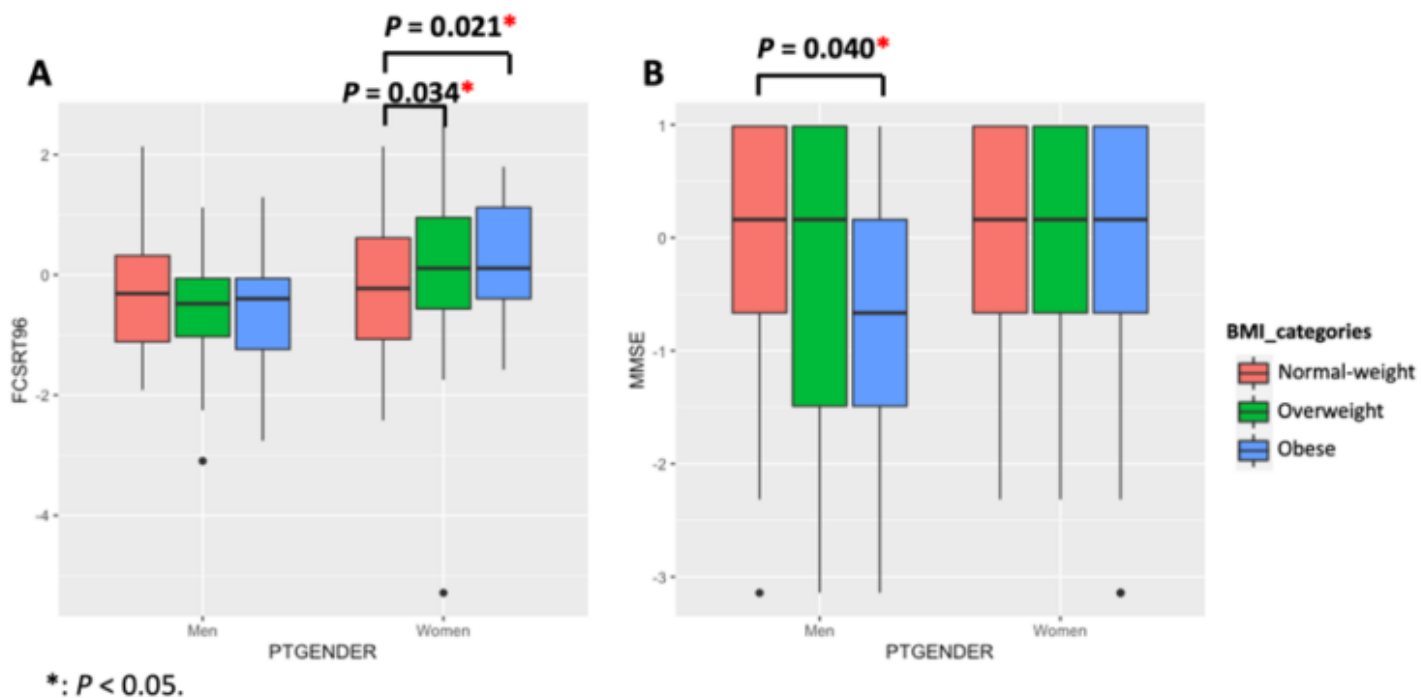 P = 0.021*
A
P = 0.034*
2
0
-2
-4
FCSRT96
Men
Women
PTGENDER
P = 0.040*
B
1
0
-1
-2
-3
MMSE
Men
Women
PTGENDER
BMI_categories
Normal-weight
Overweight
Obese
*: P < 0.05.